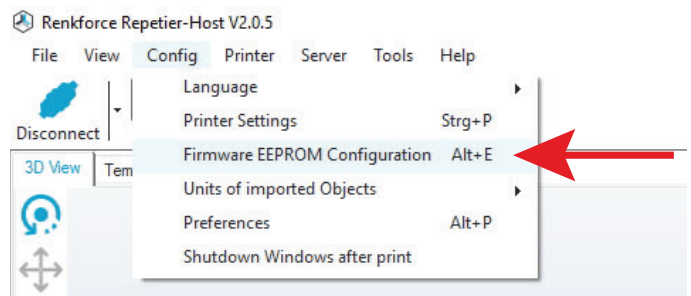 Renkforce Repetier-Host V2.0.5
File View Config Printer Server Tools Help
Language
Printer Settings Strg+P
Disconnect
Firmware EEPROM Configuration Alt+E
3D View Tem
Units of imported Objects
Preferences Alt+P
Shutdown Windows after print